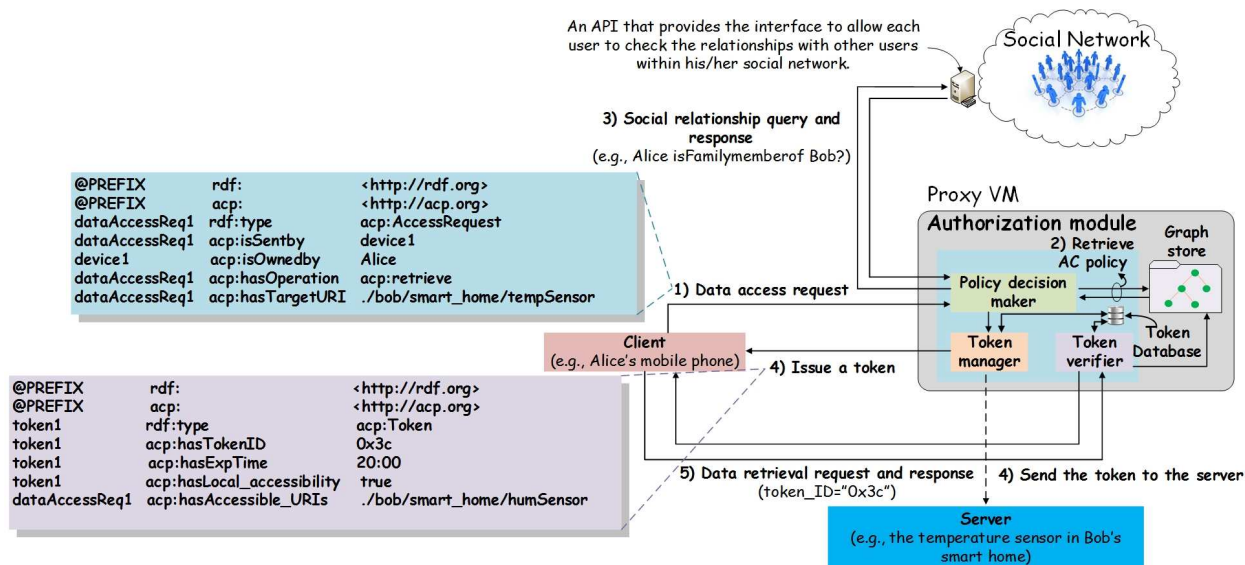 An API that provides the interface to allow each
user to check the relationships with other users
within his/her social network.
Social Network
3) Social relationship query and
response
(e.g., Alice isFamilymemberof Bob?)
@PREFIX rdf: <http://rdf.org>
@PREFIX acp: <http://acp.org>
dataAccessReq1 rdf:type acp:AccessRequest
dataAccessReq1 acp:isSentby device1
device1 acp:isOwnedby Alice
dataAccessReq1 acp:hasOperation acp:retrieve
dataAccessReq1 acp:hasTargetURI ./bob/smart_home/tempSensor
Proxy VM
Authorization module
2) Retrieve
AC policy
Graph
store
1) Data access request
Policy decision
maker
Client
(e.g., Alice's mobile phone)
Token
manager
Token
verifier
Token
Database
4) Issue a token
@PREFIX rdf: <http://rdf.org>
@PREFIX acp: <http://acp.org>
token1 rdf:type acp:Token
token1 acp:hasTokenID 0x3c
token1 acp:hasExpTime 20:00
token1 acp:hasLocal_accessibility true
dataAccessReq1 acp:hasAccessible_URIs ./bob/smart_home/humSensor
5) Data retrieval request and response
(token_ID="0x3c")
4) Send the token to the server
Server
(e.g., the temperature sensor in Bob's
smart home)